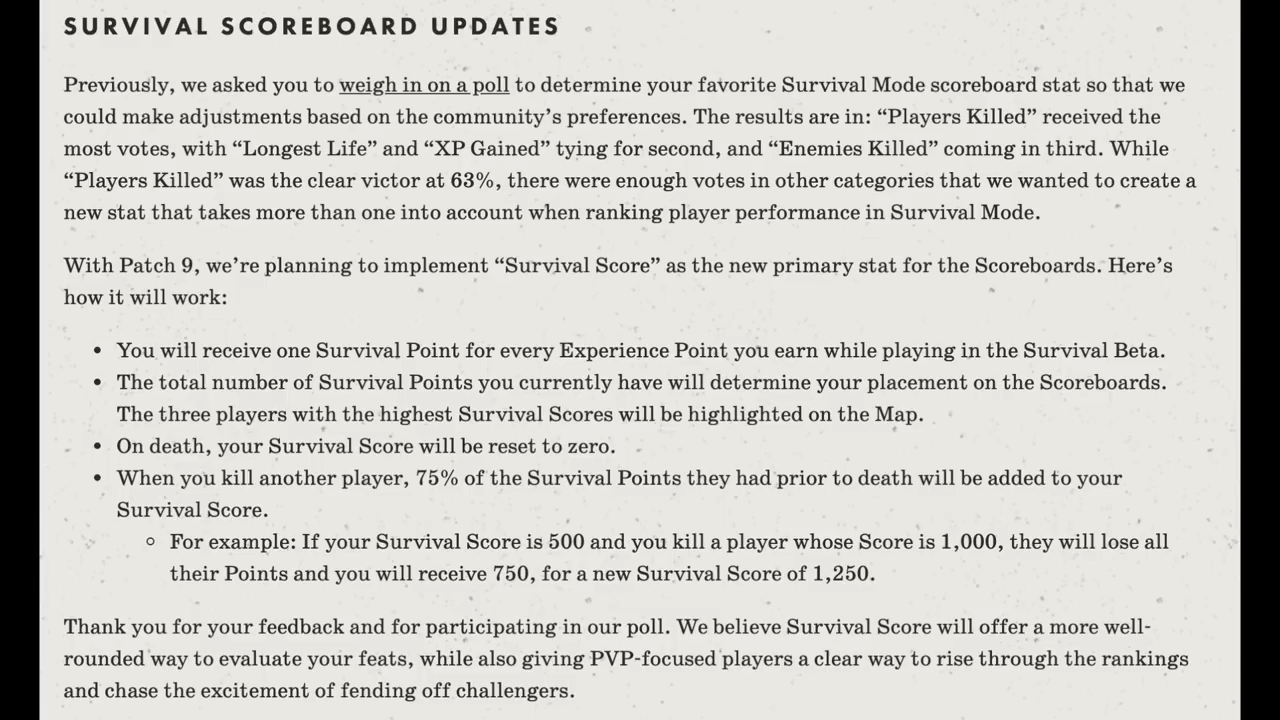 SURVIVAL SCOREBOARD UPDATES
Previously, we asked you to weigh in on a poll to determine your favorite Survival Mode scoreboard stat so that we
could make adjustments based on the community’s preferences. The results are in: “Players Killed” received the
most votes, with “Longest Life” and “XP Gained” tying for second, and “Enemies Killed” coming in third. While
“Players Killed” was the clear victor at 63%, there were enough votes in other categories that we wanted to create a
new stat that takes more than one into account when ranking player performance in Survival Mode.
With Patch 9, we’re planning to implement “Survival Score” as the new primary stat for the Scoreboards. Here’s
how it will work:
• You will receive one Survival Point for every Experience Point you earn while playing in the Survival Beta.
• The total number of Survival Points you currently have will determine your placement on the Scoreboards.
The three players with the highest Survival Scores will be highlighted on the Map.
• On death, your Survival Score will be reset to zero.
• When you kill another player, 75% of the Survival Points they had prior to death will be added to your
Survival Score.
◦ For example: If your Survival Score is 500 and you kill a player whose Score is 1,000, they will lose all
their Points and you will receive 750, for a new Survival Score of 1,250.
Thank you for your feedback and for participating in our poll. We believe Survival Score will offer a more well-
rounded way to evaluate your feats, while also giving PVP-focused players a clear way to rise through the rankings
and chase the excitement of fending off challengers.